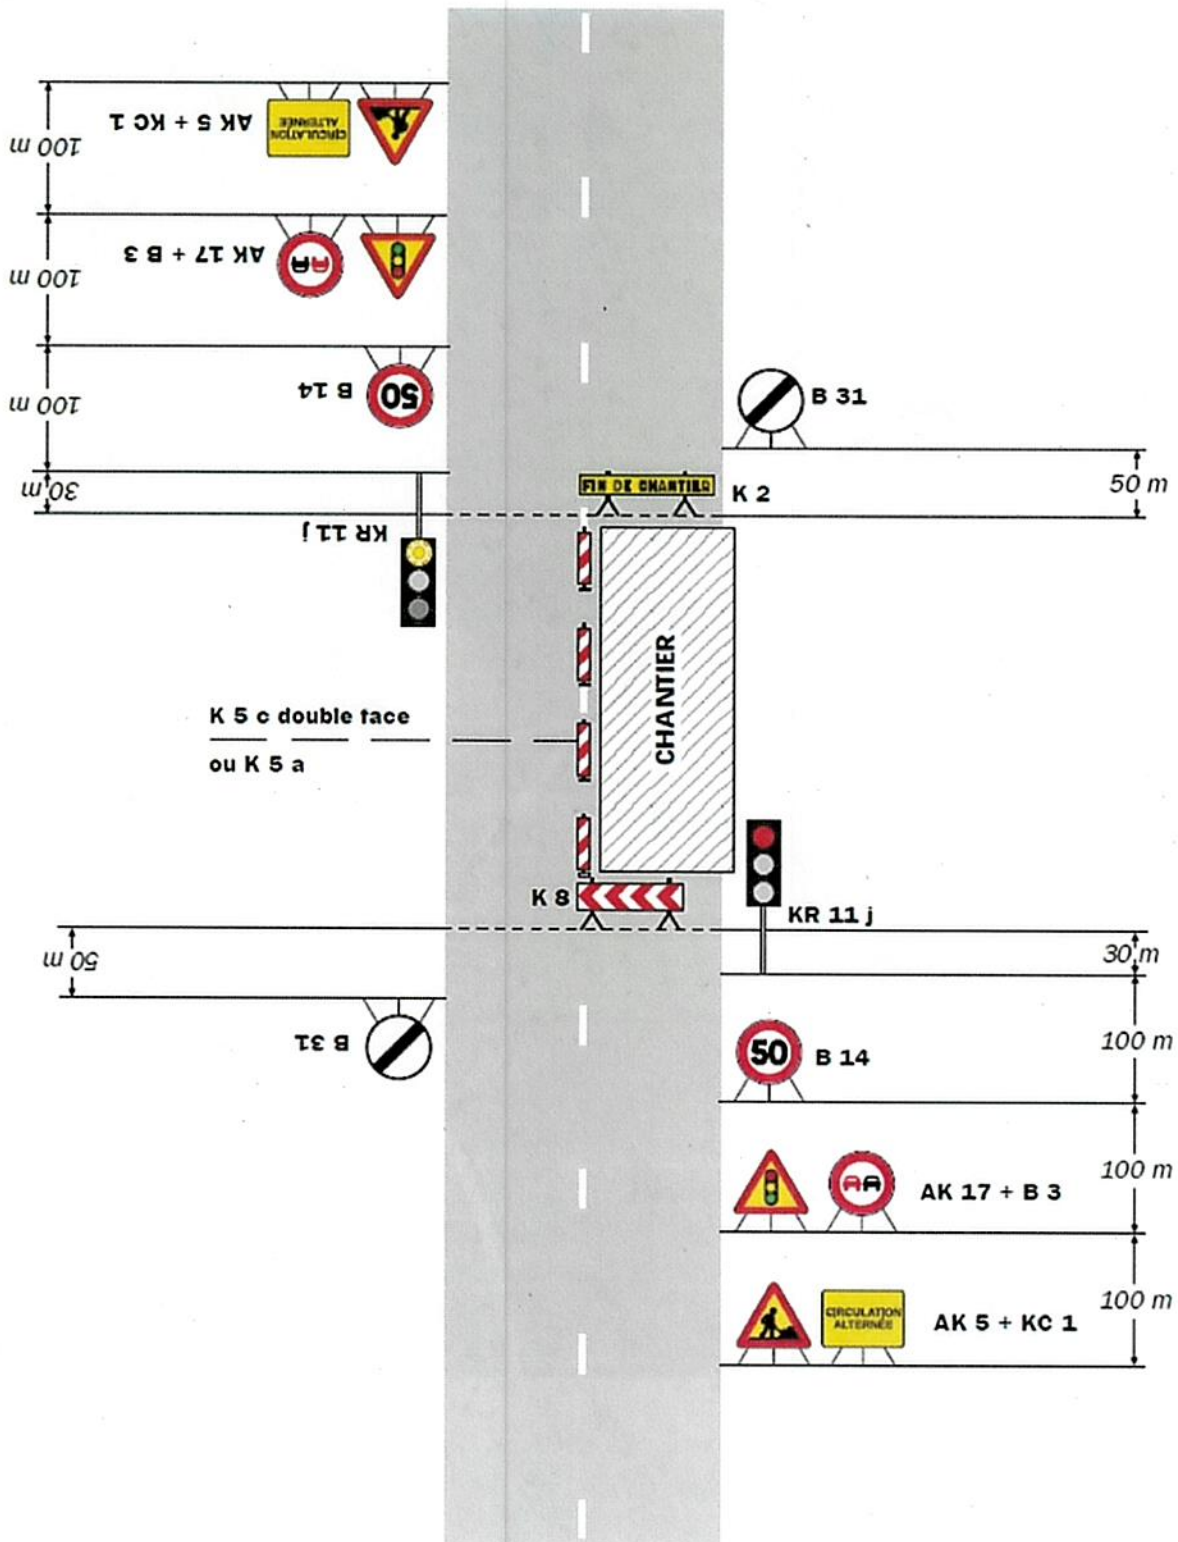 AK 5 + KC 1
CIRCULATION
ALTERNÉE
100 m
AK 17 + B 3
100 m
B 14
50
100 m
30 m
KR 11 j
B 31
50 m
FIN DE CHANTIER
K 2
CHANTIER
K 5 c double face
ou K 5 a
K 8
KR 11 j
30 m
50 m
B 31
50
B 14
100 m
AK 17 + B 3
100 m
CIRCULATION
ALTERNÉE
AK 5 + KC 1
100 m